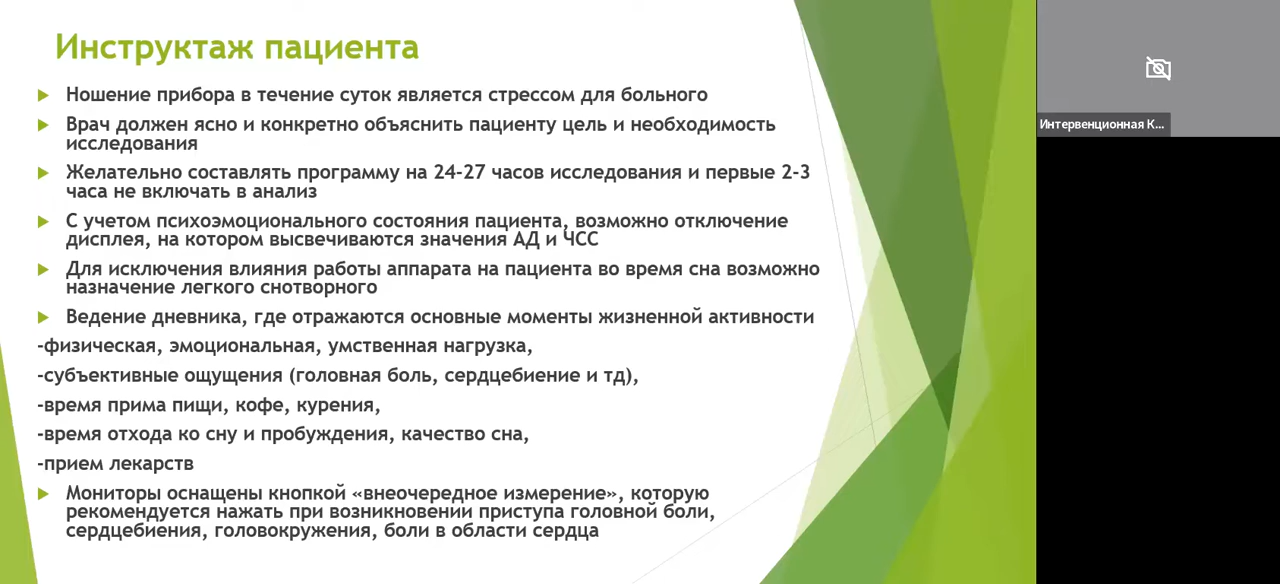 Инструктаж пациента
Ношение прибора в течение суток является стрессом для больного
Врач должен ясно и конкретно объяснить пациенту цель и необходимость
исследования
Желательно составлять программу на 24-27 часов исследования и первые 2-3
часа не включать в анализ
С учетом психоэмоционального состояния пациента, возможно отключение
дисплея, на котором высвечиваются значения АД и ЧСС
Для исключения влияния работы аппарата на пациента во время сна возможно
назначение легкого снотворного
Ведение дневника, где отражаются основные моменты жизненной активности
-физическая, эмоциональная, умственная нагрузка,
-субъективные ощущения (головная боль, сердцебиение и тд),
-время прима пищи, кофе, курения,
-время отхода ко сну и пробуждения, качество сна,
-прием лекарств
Мониторы оснащены кнопкой «внеочередное измерение», которую
рекомендуется нажать при возникновении приступа головной боли,
сердцебиения, головокружения, боли в области сердца
Интервенционная К...